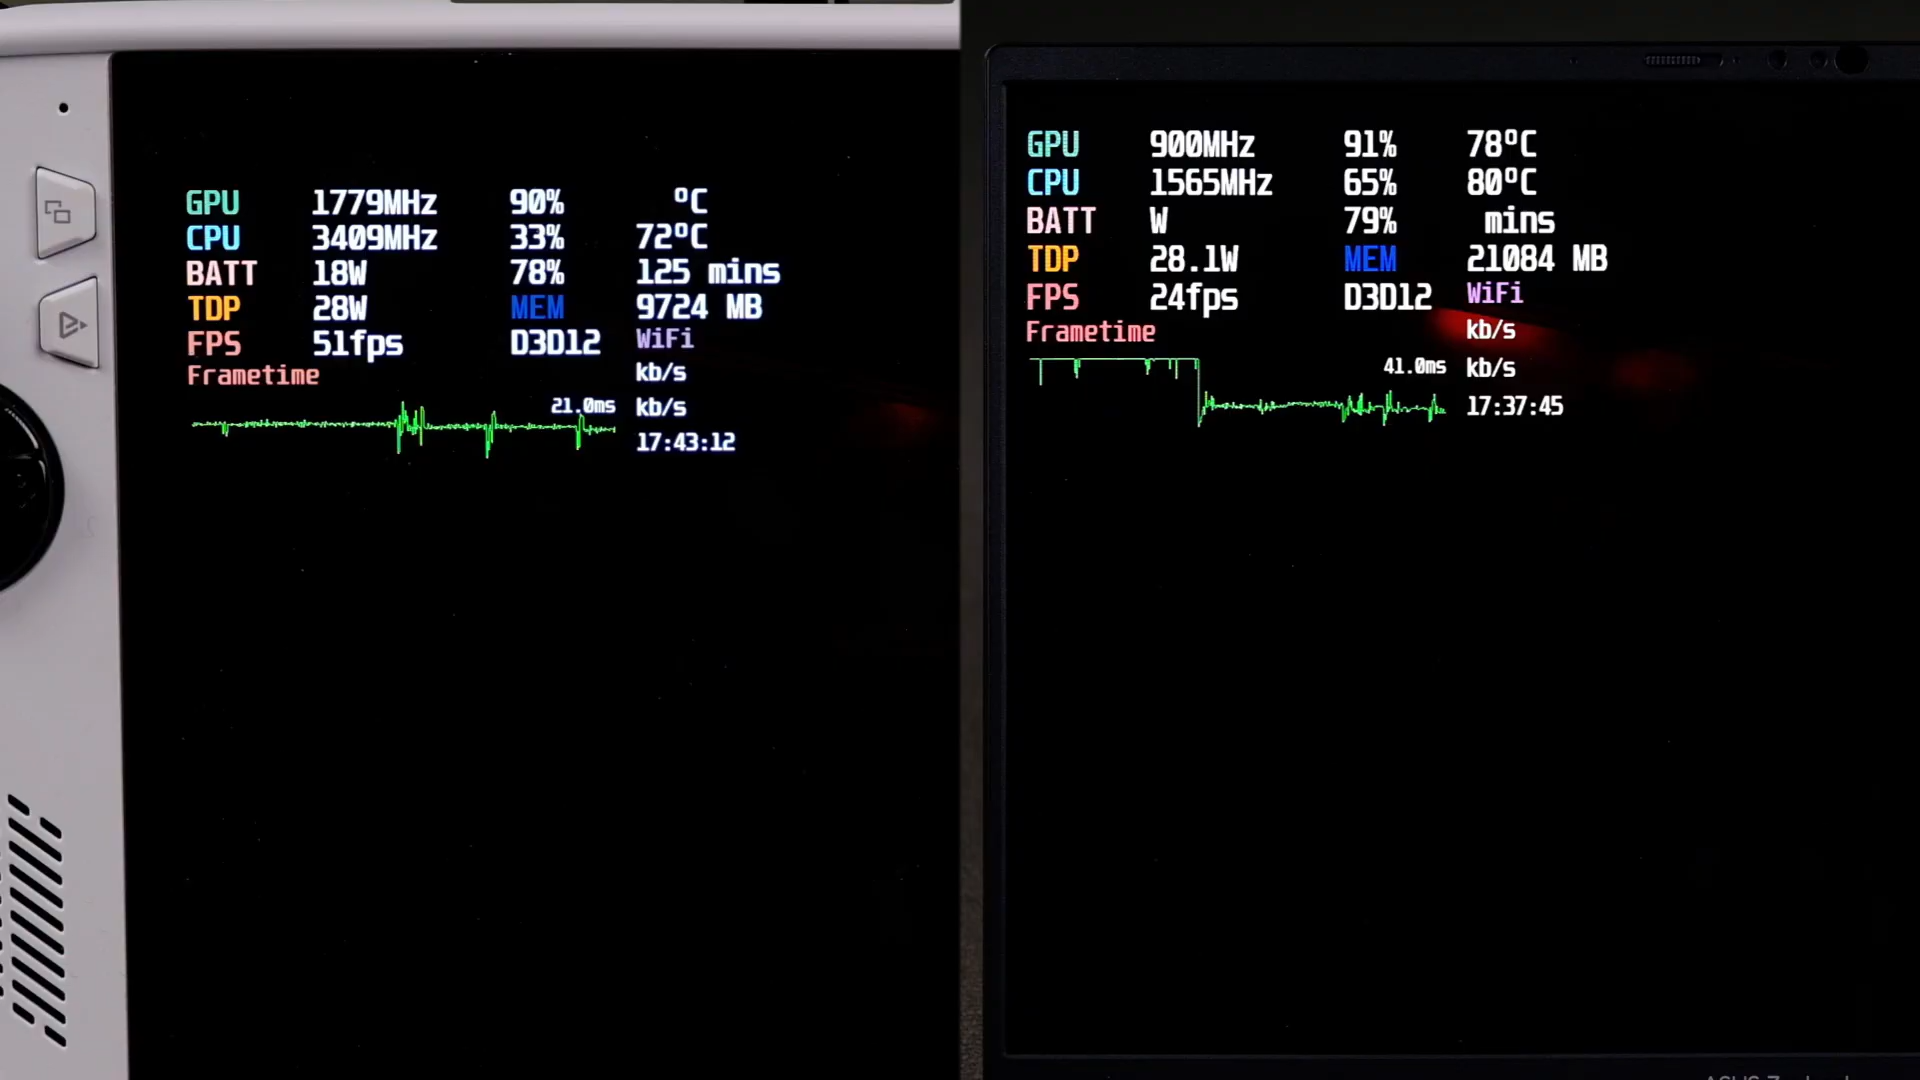 GPU 1779MHz 90% °C
CPU 3409MHz 33% 72°C
BATT 18W 78% 125 mins
TDP 28W MEM 9724 MB
FPS 51fps D3D12 WiFi
Frametime
kb/s
21.0ms kb/s
17:43:12
GPU 900MHz 91% 78°C
CPU 1565MHz 65% 80°C
BATT W 79% mins
TDP 28.1W MEM 21084 MB
FPS 24fps D3D12 WiFi
Frametime kb/s
41.0ms kb/s
17:37:45